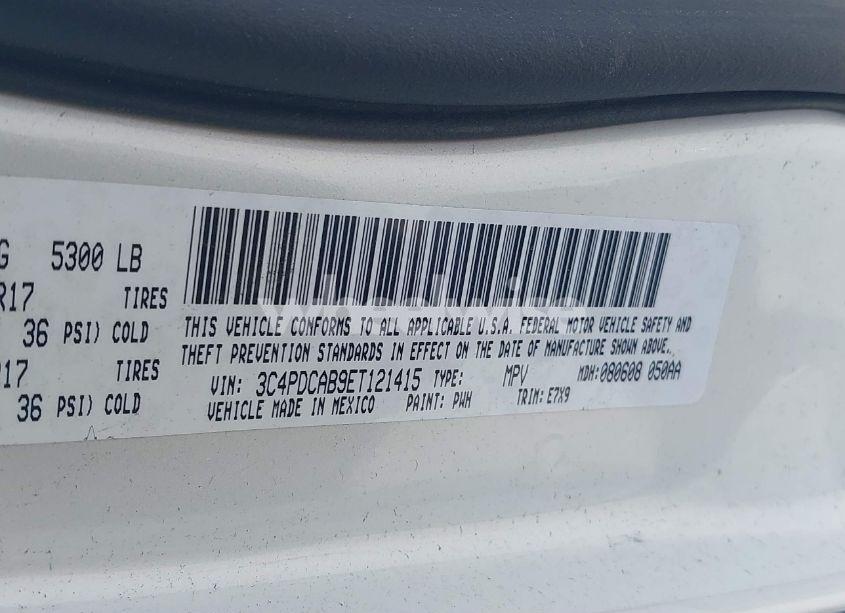 G 5300 LB
R17 TIRES
36 PSI) COLD
R17 TIRES
36 PSI) COLD
wheelwise
THIS VEHICLE CONFORMS TO ALL APPLICABLE U.S.A. FEDERAL MOTOR VEHICLE SAFETY AND
THEFT PREVENTION STANDARDS IN EFFECT ON THE DATE OF MANUFACTURE SHOWN ABOVE.
VIN: 3C4PDCAB9ET121415 TYPE: MPV MDH:080608 050AA
VEHICLE MADE IN MEXICO PAINT: PWH TRIM: E7X9